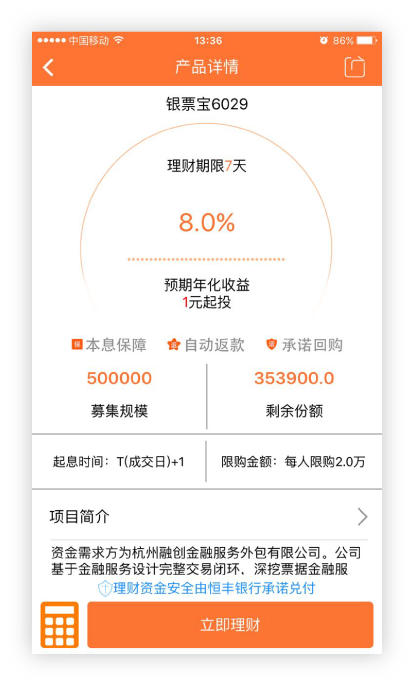 中国移动 13:36 86%
产品详情
银票宝6029
理财期限7天
8.0%
预期年化收益
1元起投
保 本息保障 自动返款 承诺回购
500000 353900.0
募集规模 剩余份额
起息时间：T(成交日)+1 限购金额：每人限购2.0万
项目简介
资金需求方为杭州融创金融服务外包有限公司。公司
基于金融服务设计完整交易闭环、深挖票据金融服
理财资金安全由恒丰银行承诺兑付
立即理财